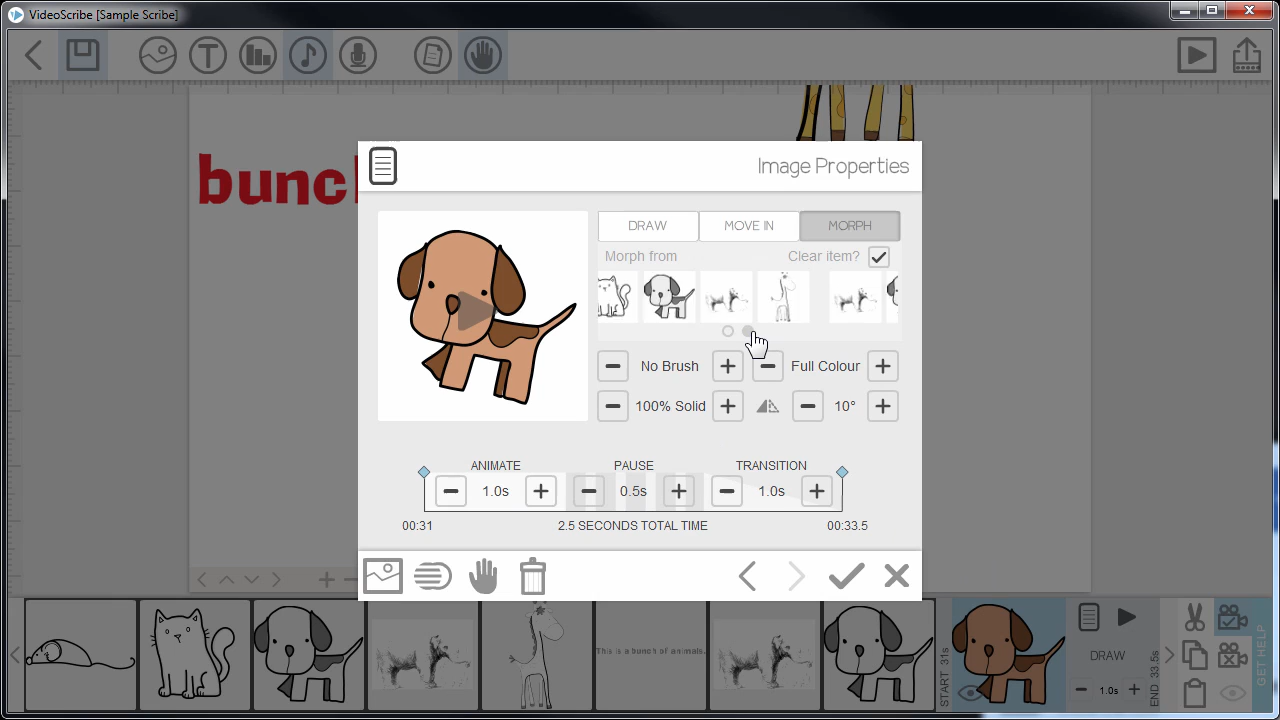 VideoScribe [Sample Scribe]
bunc
Image Properties
DRAW MOVE IN MORPH
Morph from Clear item?
No Brush Full Colour
100% Solid 10°
ANIMATE PAUSE TRANSITION
1.0s 0.5s 1.0s
00:31 2.5 SECONDS TOTAL TIME 00:33.5
This is a bunch of animals.
START 31s
DRAW
1.0s
END 33.5s
GET HELP